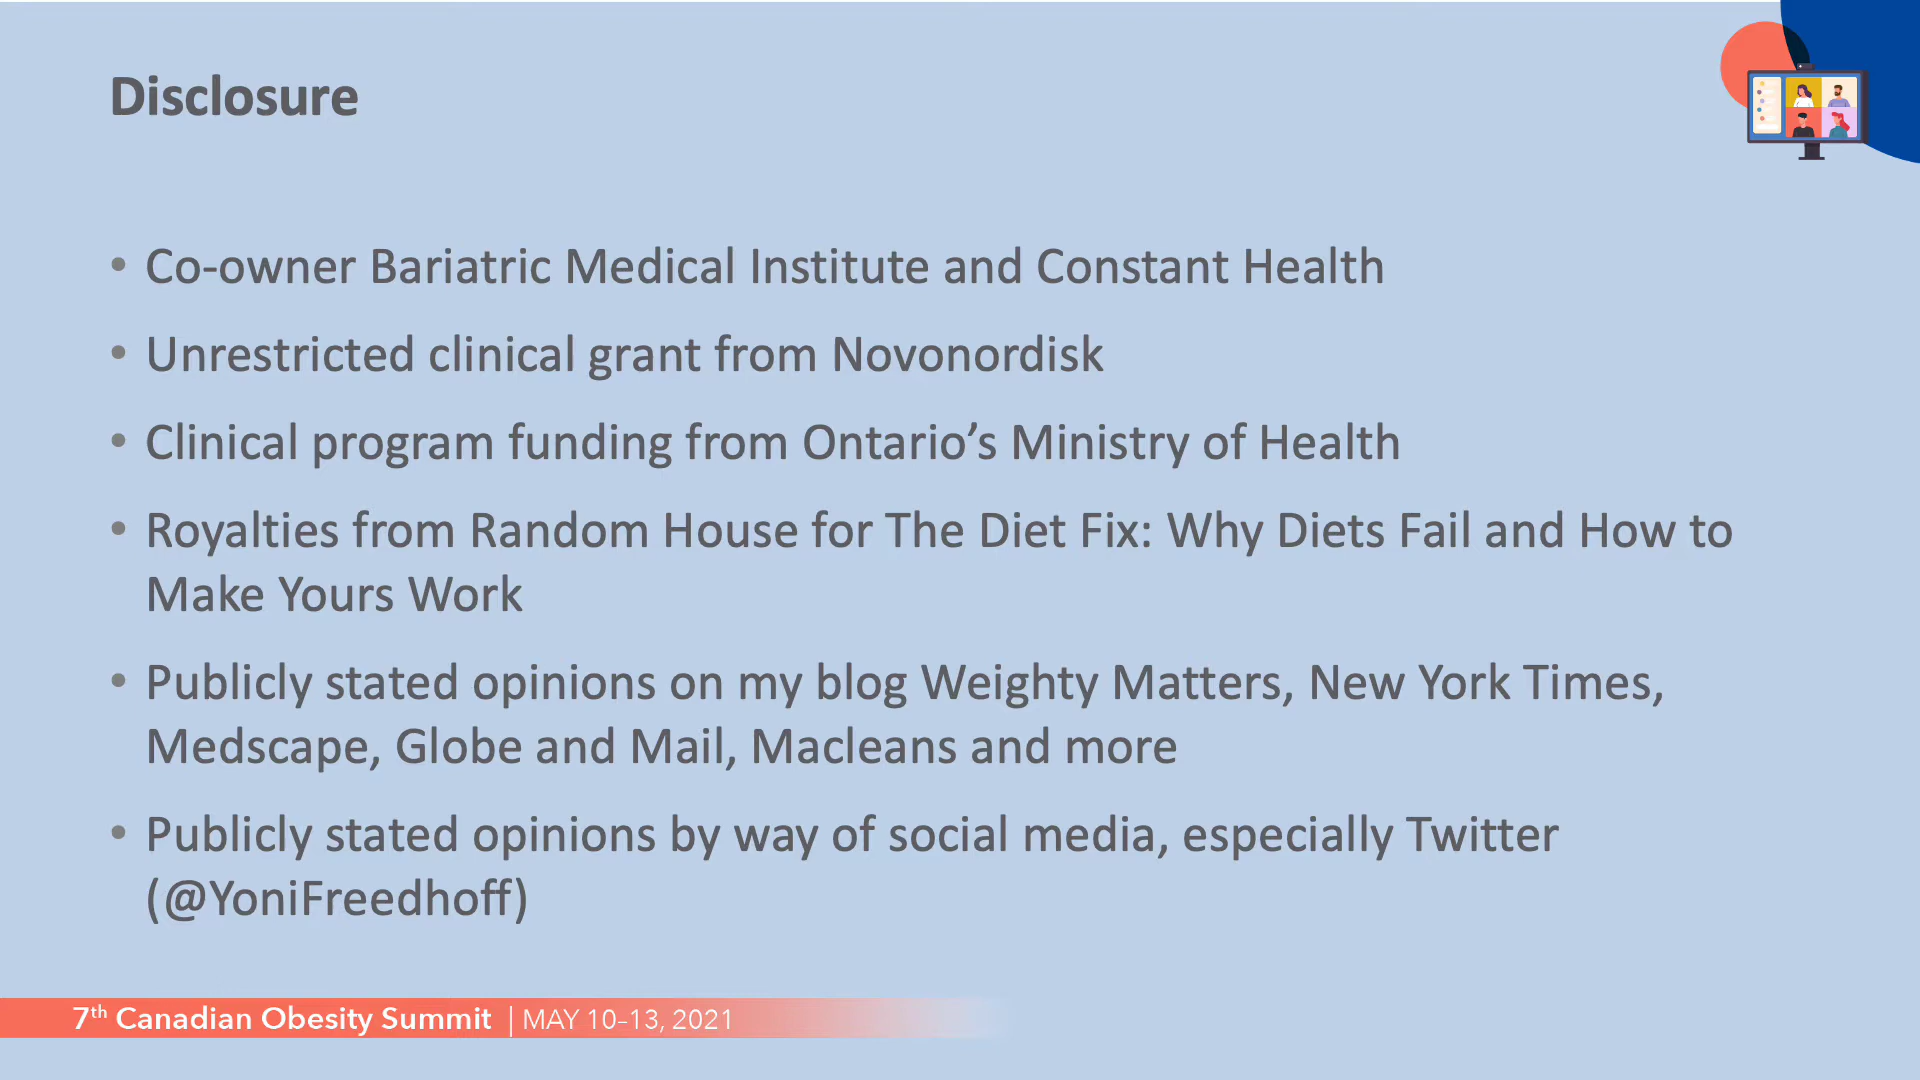 Disclosure
• Co-owner Bariatric Medical Institute and Constant Health
• Unrestricted clinical grant from Novonordisk
• Clinical program funding from Ontario’s Ministry of Health
• Royalties from Random House for The Diet Fix: Why Diets Fail and How to
Make Yours Work
• Publicly stated opinions on my blog Weighty Matters, New York Times,
Medscape, Globe and Mail, Macleans and more
• Publicly stated opinions by way of social media, especially Twitter
(@YoniFreedhoff)
7th Canadian Obesity Summit | MAY 10–13, 2021